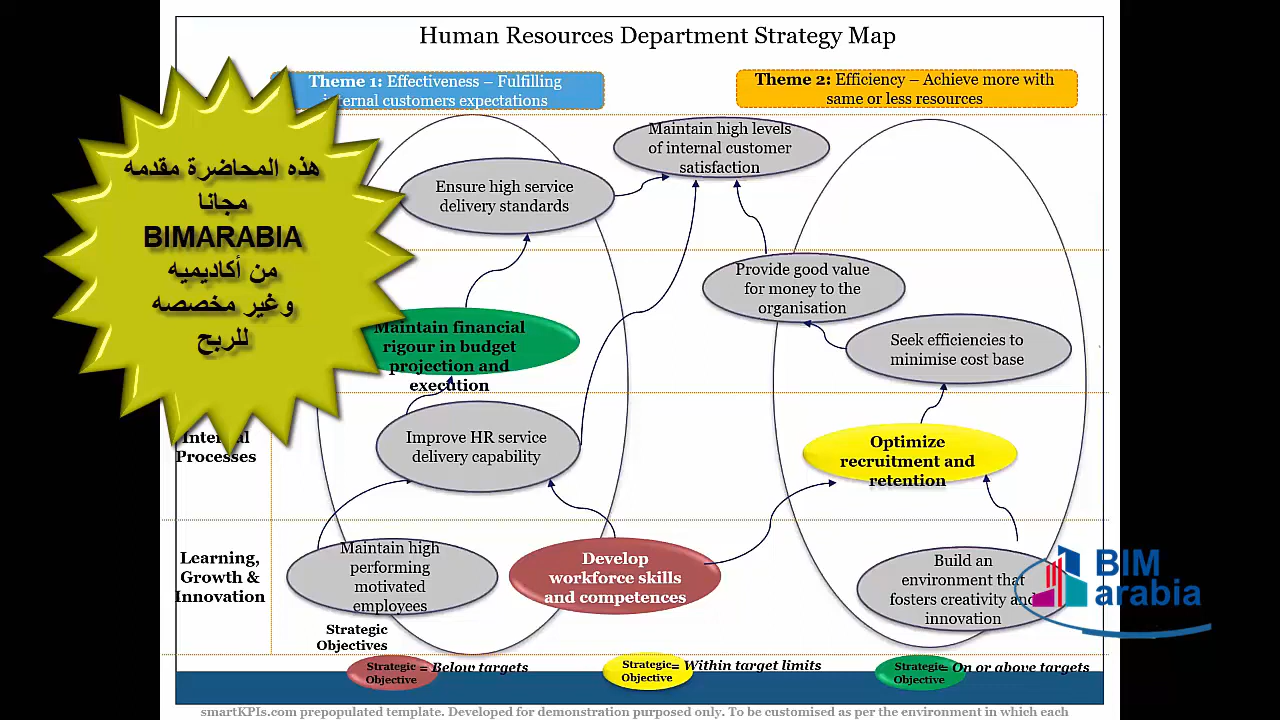 Human Resources Department Strategy Map
Theme 1: Effectiveness – Fulfilling
internal customers expectations
Theme 2: Efficiency – Achieve more with
same or less resources
هذه المحاضرة مقدمه
مجانا
BIMARABIA
من أكاديميه
وغير مخصصه
للربح
Maintain high levels
of internal customer
satisfaction
Ensure high service
delivery standards
Provide good value
for money to the
organisation
Maintain financial
rigour in budget
projection and
execution
Seek efficiencies to
minimise cost base
Internal
Processes
Improve HR service
delivery capability
Optimize
recruitment and
retention
Learning,
Growth &
Innovation
Maintain high
performing
motivated
employees
Develop
workforce skills
and competences
Build an
environment that
fosters creativity and
innovation
BIM
arabia
Strategic
Objectives
Strategic
Objective
= Below targets
Strategic
Objective
= Within target limits
Strategic
Objective
= On or above targets
smartKPIs.com prepopulated template. Developed for demonstration purposed only. To be customised as per the environment in which each